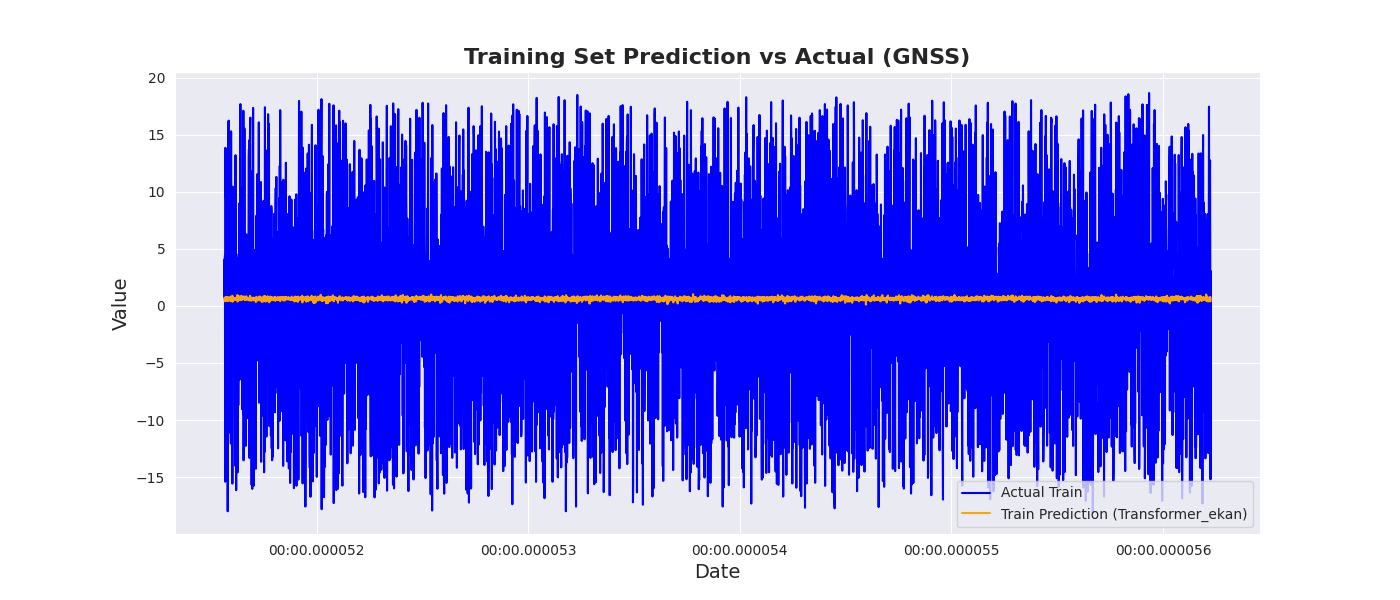 Training Set Prediction vs Actual (GNSS)
Value
20
15
10
5
0
−5
−10
−15
Actual Train
Train Prediction (Transformer_ekan)
00:00.000052
00:00.000053
00:00.000054
00:00.000055
00:00.000056
Date